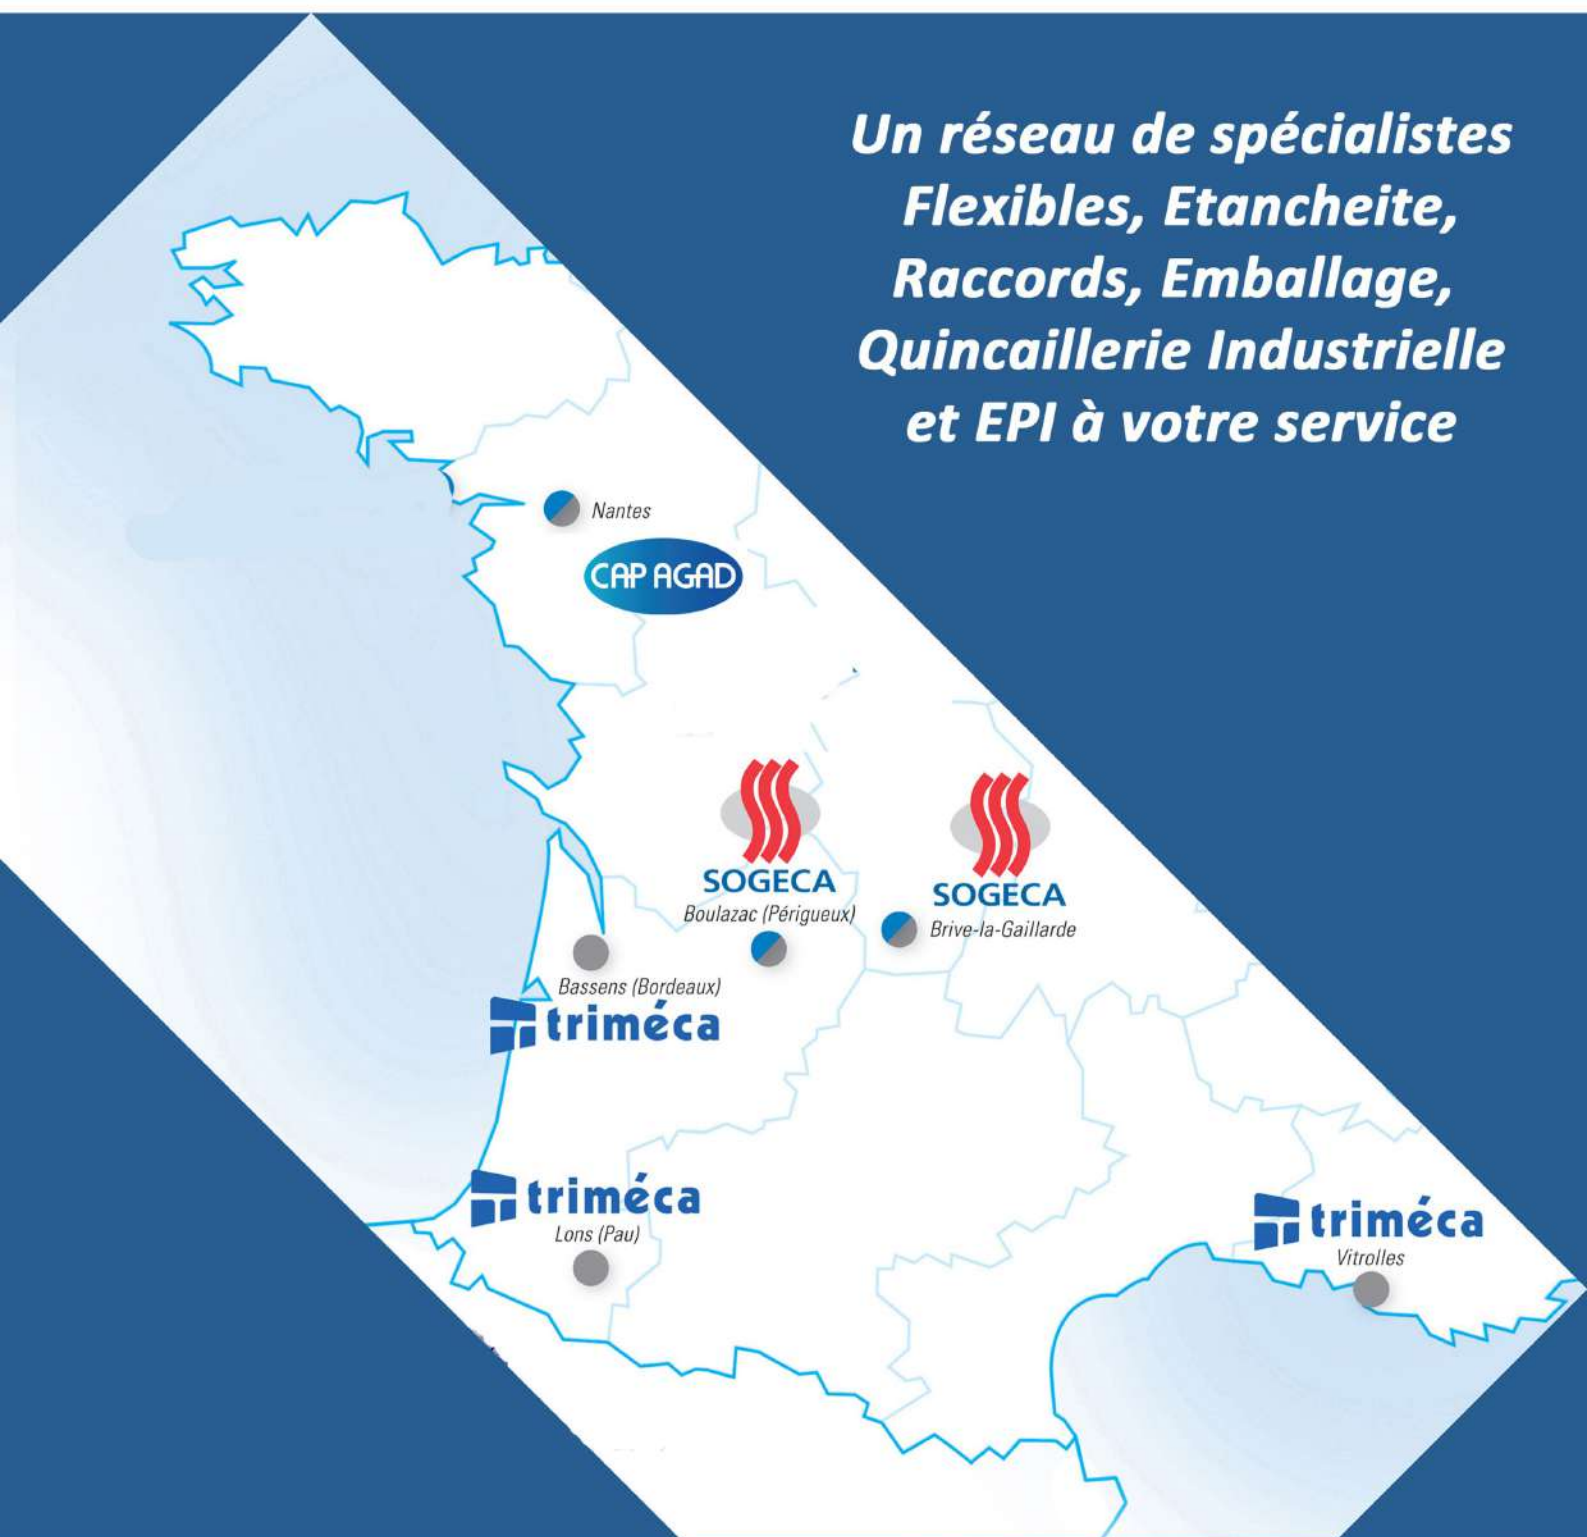 Un réseau de spécialistes
Flexibles, Etancheite,
Raccords, Emballage,
Quincaillerie Industrielle
et EPI à votre service
Nantes
CAP AGAD
SOGECA
Boulazac (Périgueux)
SOGECA
Brive-la-Gaillarde
Bassens (Bordeaux)
triméca
triméca
Lons (Pau)
triméca
Vitrolles